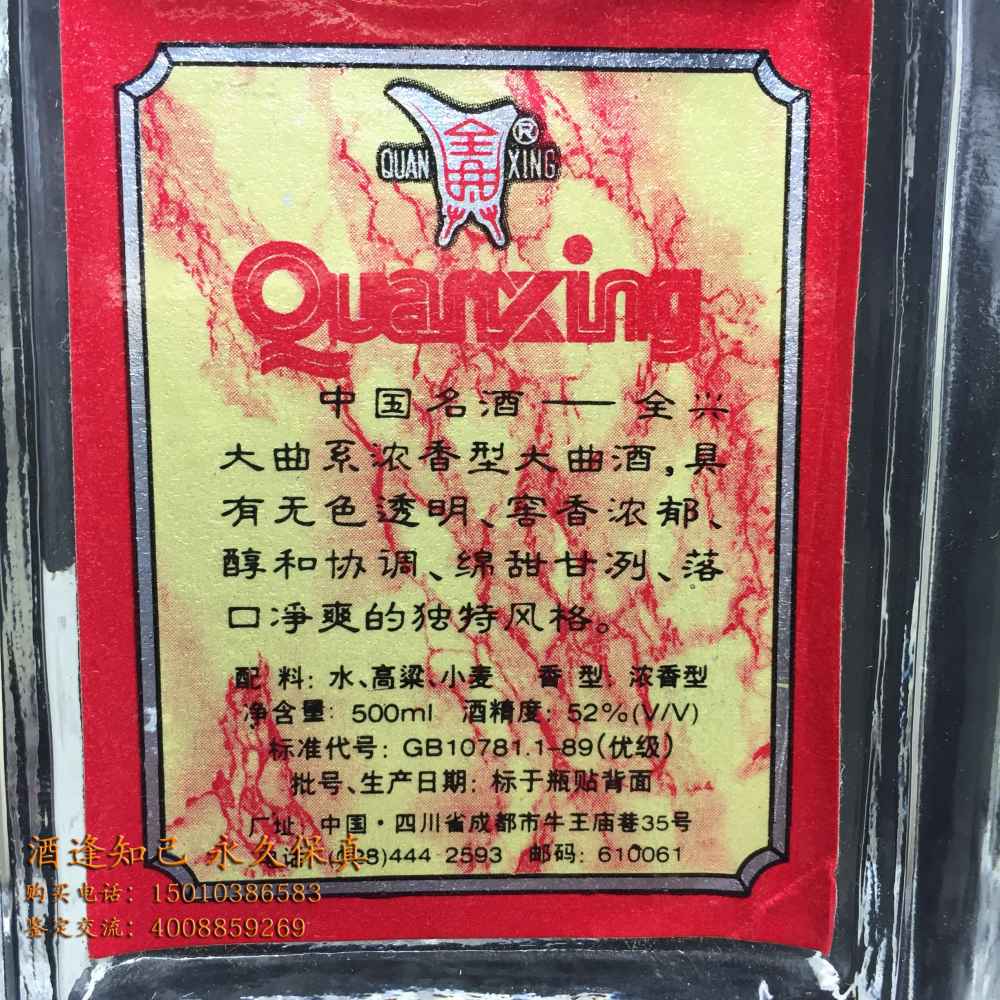 QUAN 全兴 ® XING
Quanxing
中国名酒——全兴
大曲系浓香型大曲酒,具
有无色透明、窖香浓郁、
醇和协调、绵甜甘洌、落
口凈爽的独特风格。
配 料: 水、高粱、小麦 香 型: 浓香型
净含量: 500ml 酒精度: 52%(V/V)
标准代号: GB10781.1-89(优级)
批号、生产日期: 标于瓶贴背面
厂址: 中国·四川省成都市牛王庙巷35号
8)444 2593 邮码: 610061
酒逢知己 永久保真
购买电话: 15010386583
鉴定交流: 4008859269